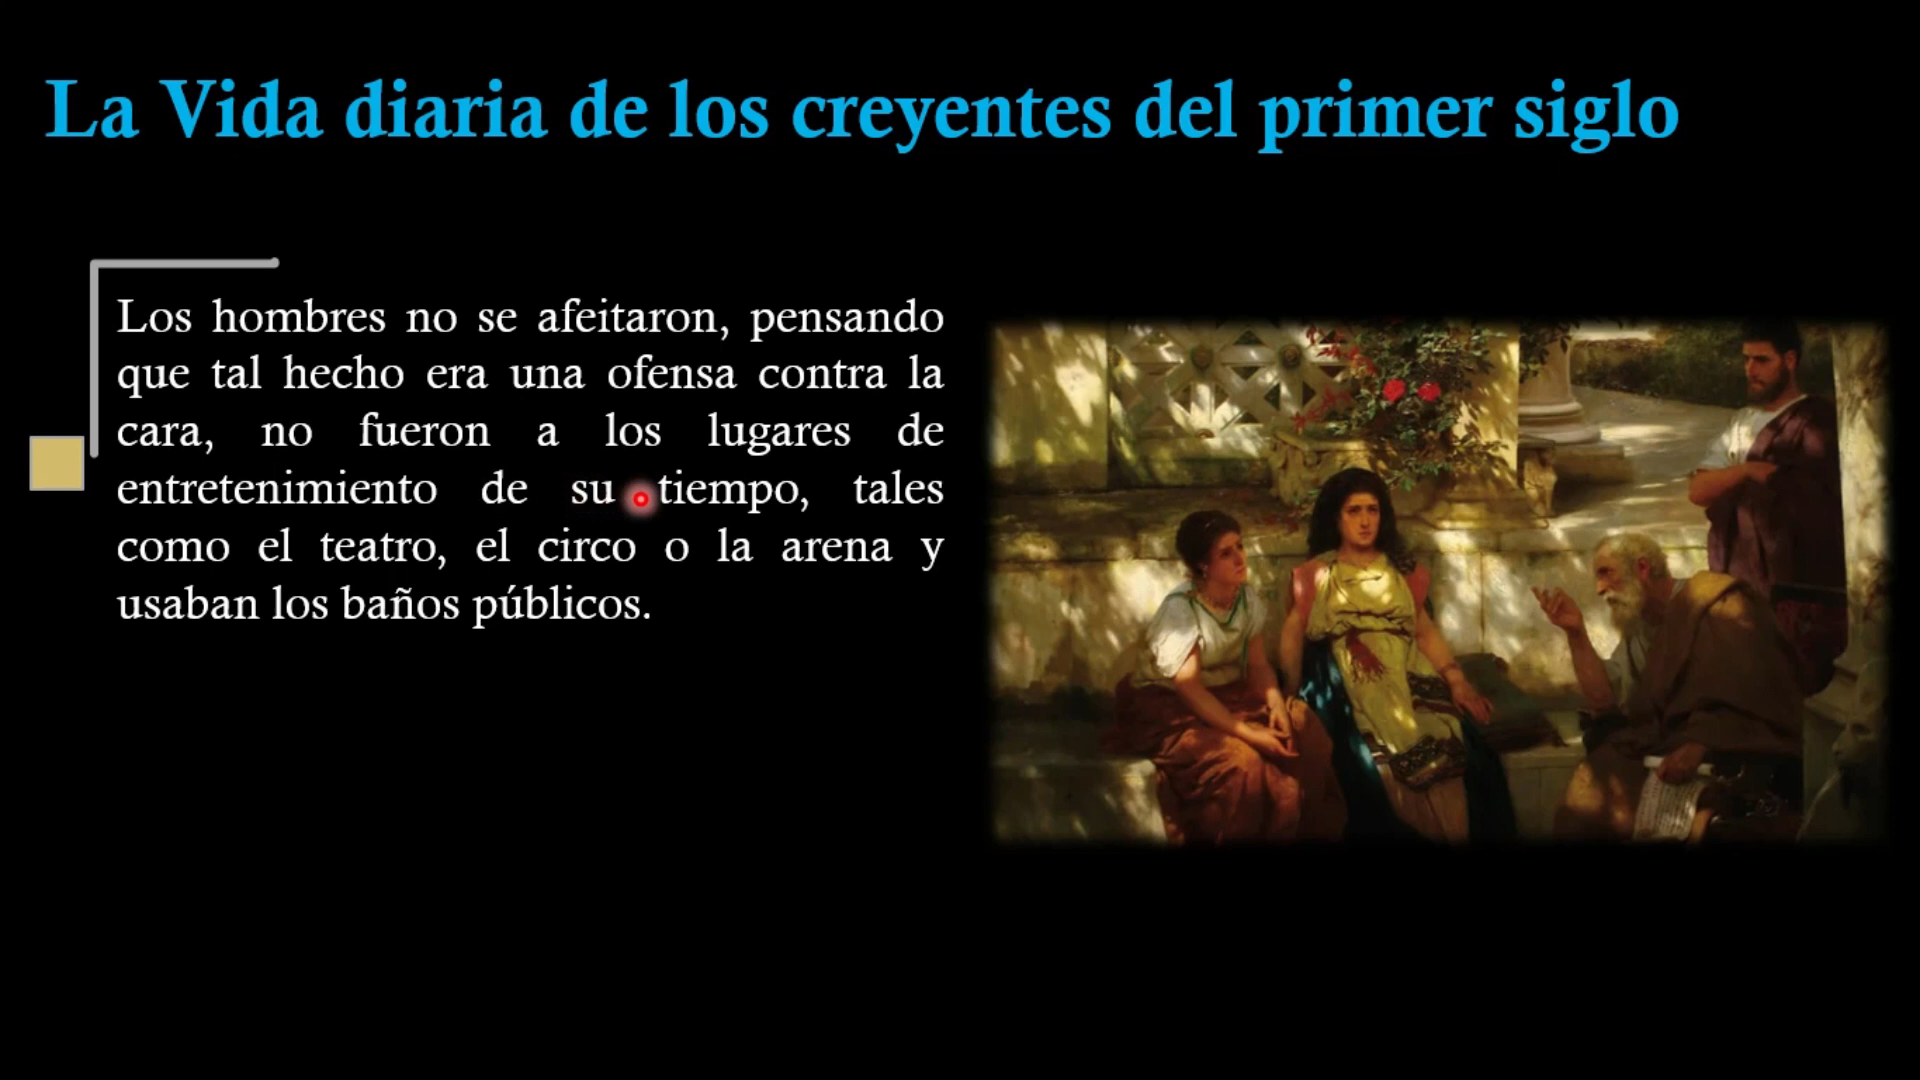 La Vida diaria de los creyentes del primer siglo
Los hombres no se afeitaron, pensando
que tal hecho era una ofensa contra la
cara, no fueron a los lugares de
entretenimiento de su tiempo, tales
como el teatro, el circo o la arena y
usaban los baños públicos.